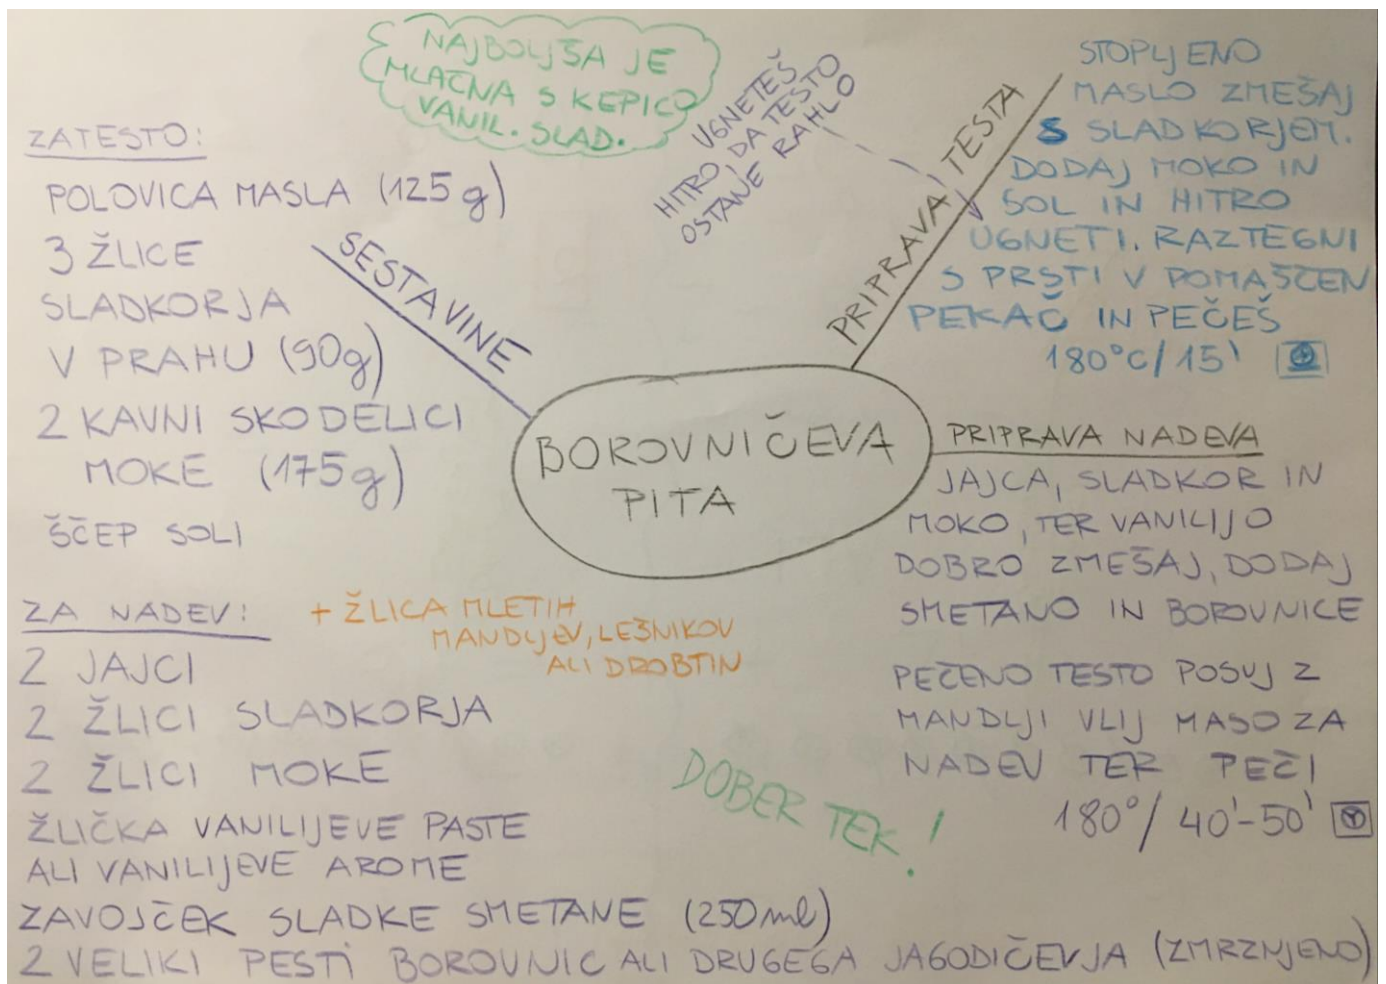 NAJBOLJŠA JE
MLAČNA S KEPICO
VANIL. SLAD.
ZA TESTO:
POLOVICA MASLA (125 g)
3 ŽLICE
SLADKORJA
V PRAHU (90g)
2 KAVNI SKODELICI
MOKE (175g)
ŠČEP SOLI
SESTAVINE
ZA NADEV:
+ ŽLICA MLETIH
MANDLJEV, LEŠNIKOV
ALI DROBTIN
2 JAJCI
2 ŽLICI SLADKORJA
2 ŽLICI MOKE
ŽLIČKA VANILIJEVE PASTE
ALI VANILIJEVE AROME
ZAVOJČEK SLADKE SMETANE (250 ml)
2 VELIKI PESTI BOROVNIC ALI DRUGEGA JAGODIČEVJA (ZMRZNJENO)
BOROVNIČEVA
PITA
UGNETEŠ
HITRO, DA TESTO
OSTANE RAHLO
PRIPRAVA TESTA
STOPLJENO
MASLO ZMEŠAJ
S SLADKORJEM.
DODAJ MOKO IN
SOL IN HITRO
UGNETI. RAZTEGNI
S PRSTI V POMAŠČEN
PEKAČ IN PEČEŠ
180°C/15'
PRIPRAVA NADEVA
JAJCA, SLADKOR IN
MOKO, TER VANILIJO
DOBRO ZMEŠAJ, DODAJ
SMETANO IN BOROVNICE
PEČENO TESTO POSUJ Z
MANDLJI VLIJ MASO ZA
NADEV TER PEČI
180°/ 40'-50'
DOBER TEK!